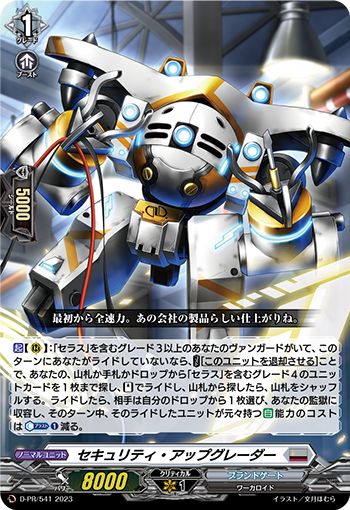 1
グレード
ブースト
5000
シールド
最初から全速力。あの会社の製品らしい仕上がりね。
起【】:「セラス」を含むグレード3以上のあなたのヴァンガードがいて、この
ターンにあなたがライドしていないなら、[このユニットを退却させる]こと
で、あなたの、山札か手札かドロップから「セラス」を含むグレード4のユニ
ットカードを1枚まで探し、()でライドし、山札から探したら、山札をシャッフ
ルする。ライドしたら、相手は自分のドロップから1枚選び、あなたの監獄に
収容し、そのターン中、そのライドしたユニットが元々持つ自能力のコスト
は1減る。
ノーマルユニット
セキュリティ・アップグレーダー
パワー
8000
クリティカル
1
ブラントゲート
ワーカロイド
D-PR/541 2023
イラスト/文月ほむら